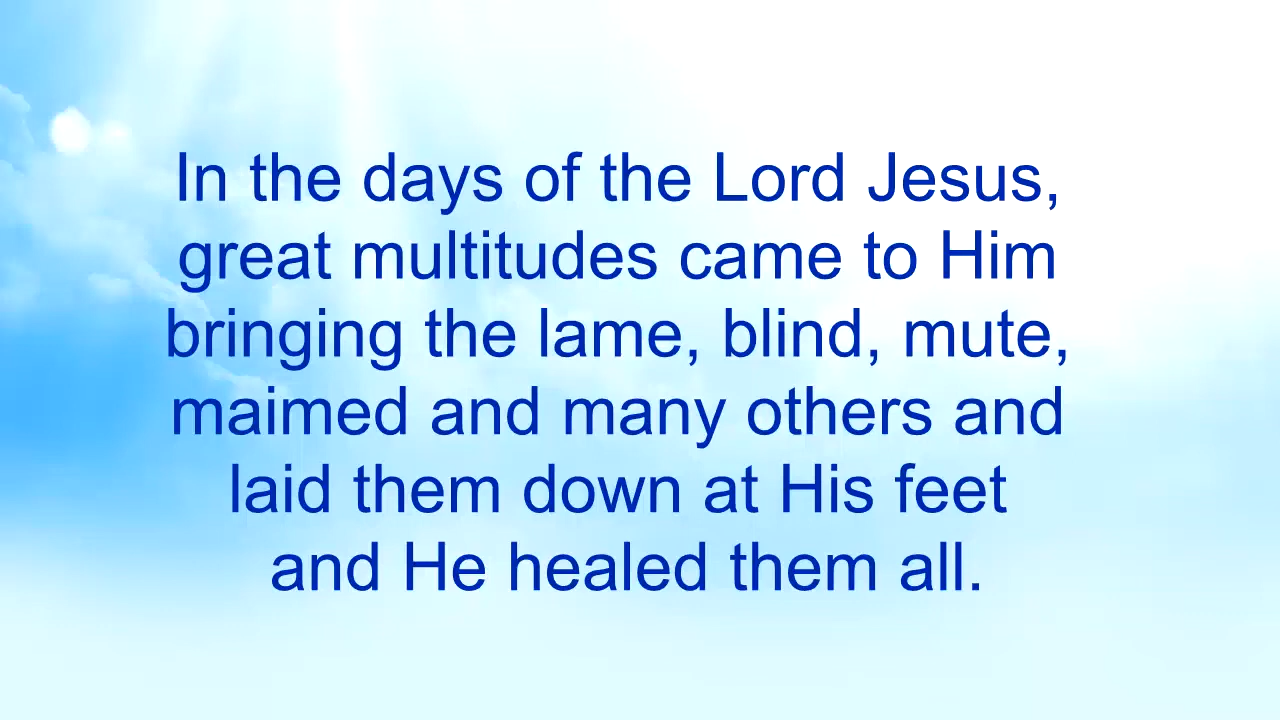 In the days of the Lord Jesus,
great multitudes came to Him
bringing the lame, blind, mute,
maimed and many others and
laid them down at His feet
and He healed them all.